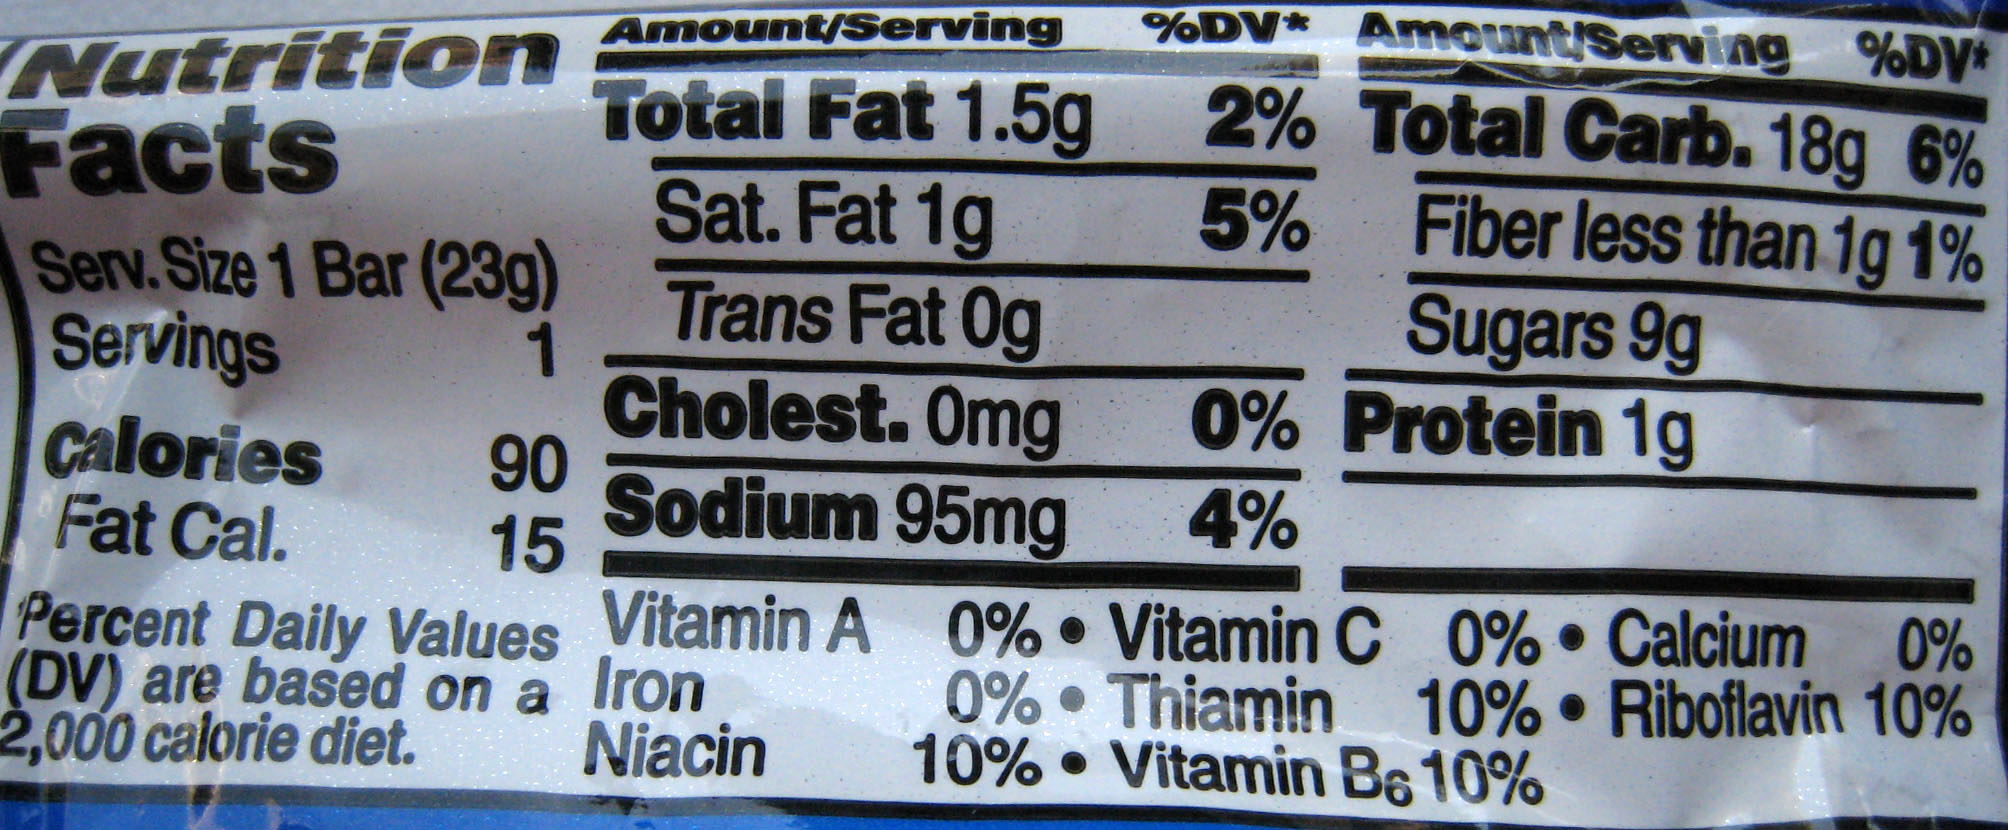 Nutrition
Facts
Serv. Size 1 Bar (23g)
Servings 1
Calories 90
Fat Cal. 15
Percent Daily Values
(DV) are based on a
2,000 calorie diet.
Amount/Serving %DV*
Total Fat 1.5g 2%
Sat. Fat 1g 5%
Trans Fat 0g
Cholest. 0mg 0%
Sodium 95mg 4%
Amount/Serving %DV*
Total Carb. 18g 6%
Fiber less than 1g 1%
Sugars 9g
Protein 1g
Vitamin A 0% • Vitamin C 0% • Calcium 0%
Iron 0% • Thiamin 10% • Riboflavin 10%
Niacin 10% • Vitamin B6 10%